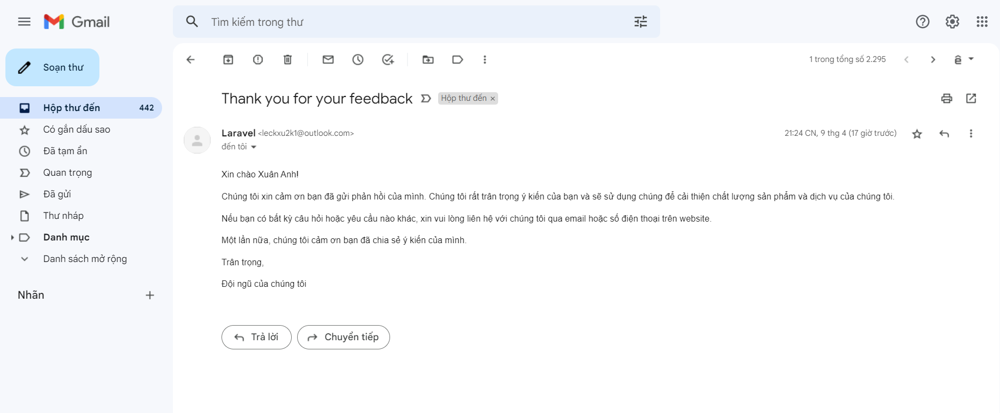 Gmail
Tìm kiếm trong thư
Soạn thư
Hộp thư đến 442
Có gắn dấu sao
Đã tạm ẩn
Quan trọng
Đã gửi
Thư nháp
Danh mục
Danh sách mở rộng
Nhãn
1 trong tổng số 2.295
ê
Thank you for your feedback Hộp thư đến ×
Laravel <leckxu2k1@outlook.com> 21:24 CN, 9 thg 4 (17 giờ trước)
đến tôi
Xin chào Xuân Anh!
Chúng tôi xin cảm ơn bạn đã gửi phản hồi của mình. Chúng tôi rất trân trọng ý kiến của bạn và sẽ sử dụng chúng để cải thiện chất lượng sản phẩm và dịch vụ của chúng tôi.
Nếu bạn có bất kỳ câu hỏi hoặc yêu cầu nào khác, xin vui lòng liên hệ với chúng tôi qua email hoặc số điện thoại trên website.
Một lần nữa, chúng tôi cảm ơn bạn đã chia sẻ ý kiến của mình.
Trân trọng,
Đội ngũ của chúng tôi
Trả lời
Chuyển tiếp